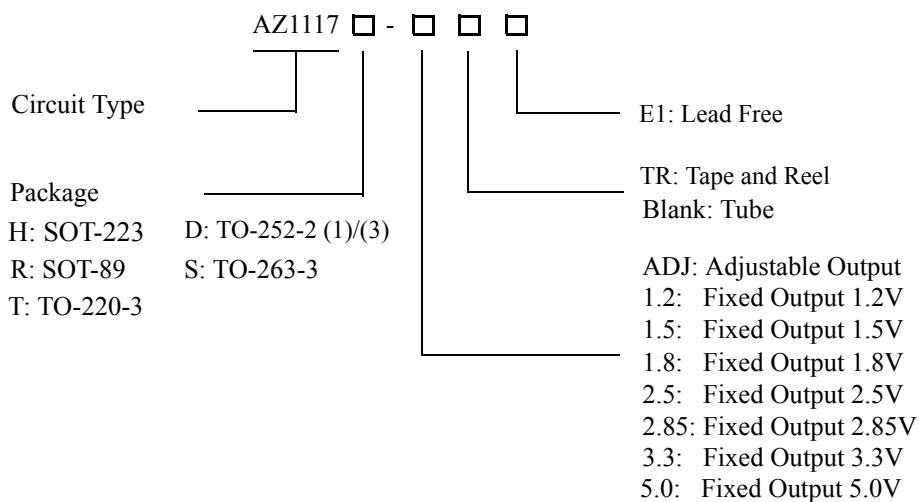 AZ1117 -
Circuit Type
E1: Lead Free
Package
H: SOT-223 D: TO-252-2 (1)/(3)
R: SOT-89 S: TO-263-3
T: TO-220-3
TR: Tape and Reel
Blank: Tube
ADJ: Adjustable Output
1.2: Fixed Output 1.2V
1.5: Fixed Output 1.5V
1.8: Fixed Output 1.8V
2.5: Fixed Output 2.5V
2.85: Fixed Output 2.85V
3.3: Fixed Output 3.3V
5.0: Fixed Output 5.0V